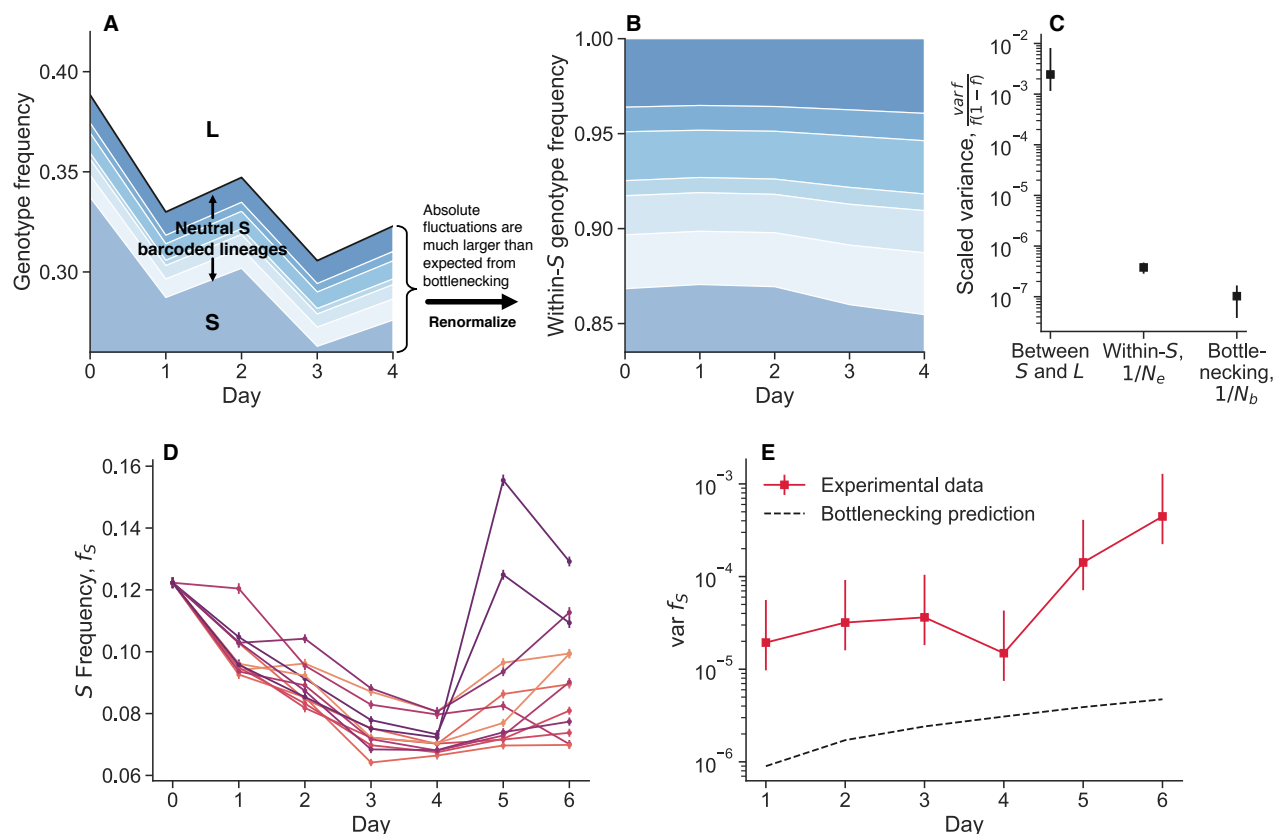 A
Genotype frequency
0.40
0.35
0.30
L
Neutral S
barcoded lineages
S
0
1
2
3
4
Day
Absolute
fluctuations are
much larger than
expected from
bottlenecking
Renormalize
B
Within-S genotype frequency
1.00
0.95
0.90
0.85
0
1
2
3
4
Day
C
Scaled variance, var f / f(1 − f)
10⁻²
10⁻³
10⁻⁴
10⁻⁵
10⁻⁶
10⁻⁷
Between
S and L
Within-S,
1/Nₑ
Bottle-
necking,
1/N_b
D
S Frequency, f_S
0.16
0.14
0.12
0.10
0.08
0.06
0
1
2
3
4
5
6
Day
E
var f_S
10⁻³
10⁻⁴
10⁻⁵
10⁻⁶
Experimental data
Bottlenecking prediction
1
2
3
4
5
6
Day